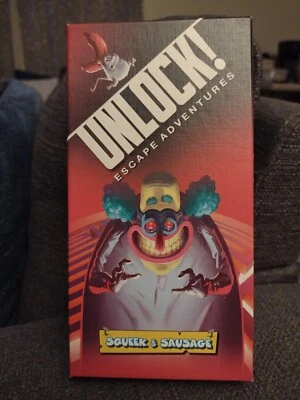 UNLOCK!
ESCAPE ADVENTURES
SQUEEK & SAUSAGE